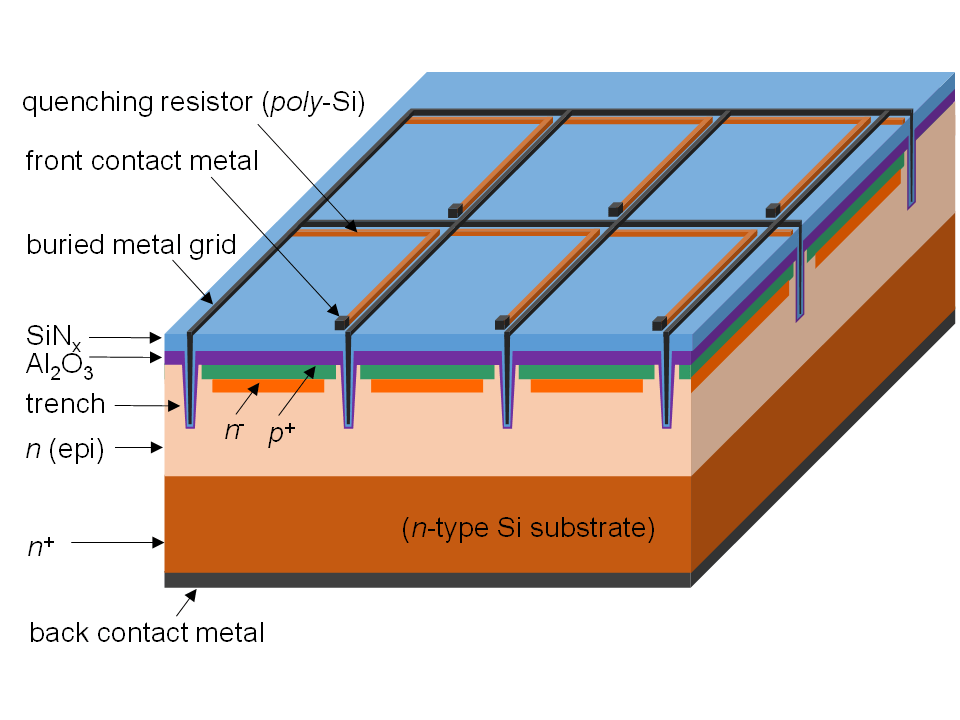 quenching resistor (poly-Si)
front contact metal
buried metal grid
SiNₓ
Al₂O₃
trench
n⁻
p⁺
n (epi)
(n-type Si substrate)
n⁺
back contact metal